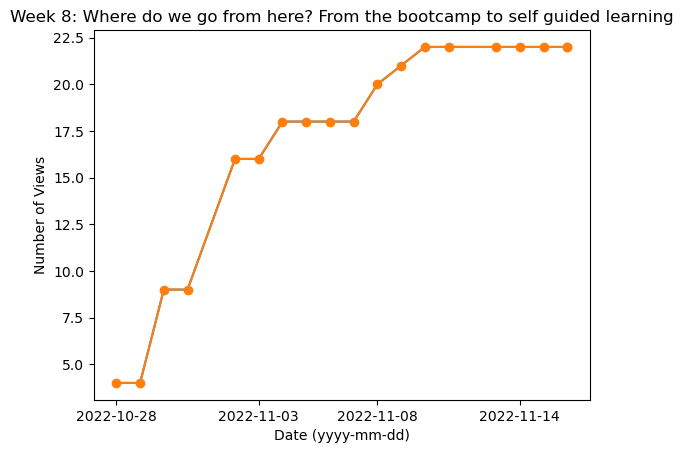 Week 8: Where do we go from here? From the bootcamp to self guided learning
22.5
20.0
17.5
15.0
12.5
10.0
7.5
5.0
Number of Views
2022-10-28 2022-11-03 2022-11-08 2022-11-14
Date (yyyy-mm-dd)